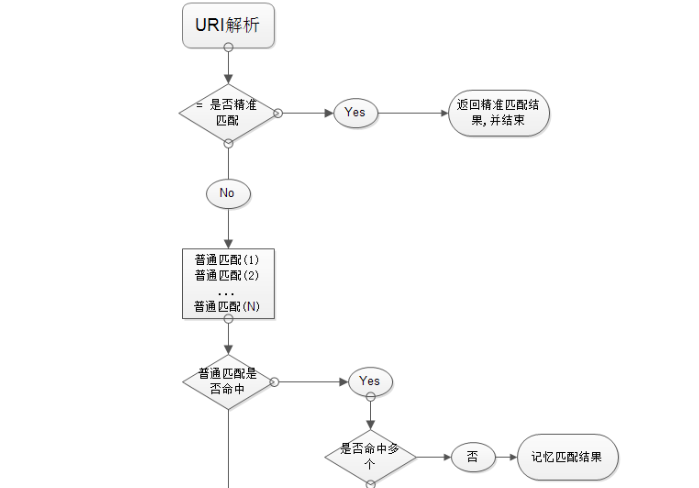 URI解析
= 是否精准
匹配
Yes
返回精准匹配结
果,并结束
No
普通匹配(1)
普通匹配(2)
...
普通匹配(N)
普通匹配是
否命中
Yes
是否命中多
个
否
记忆匹配结果